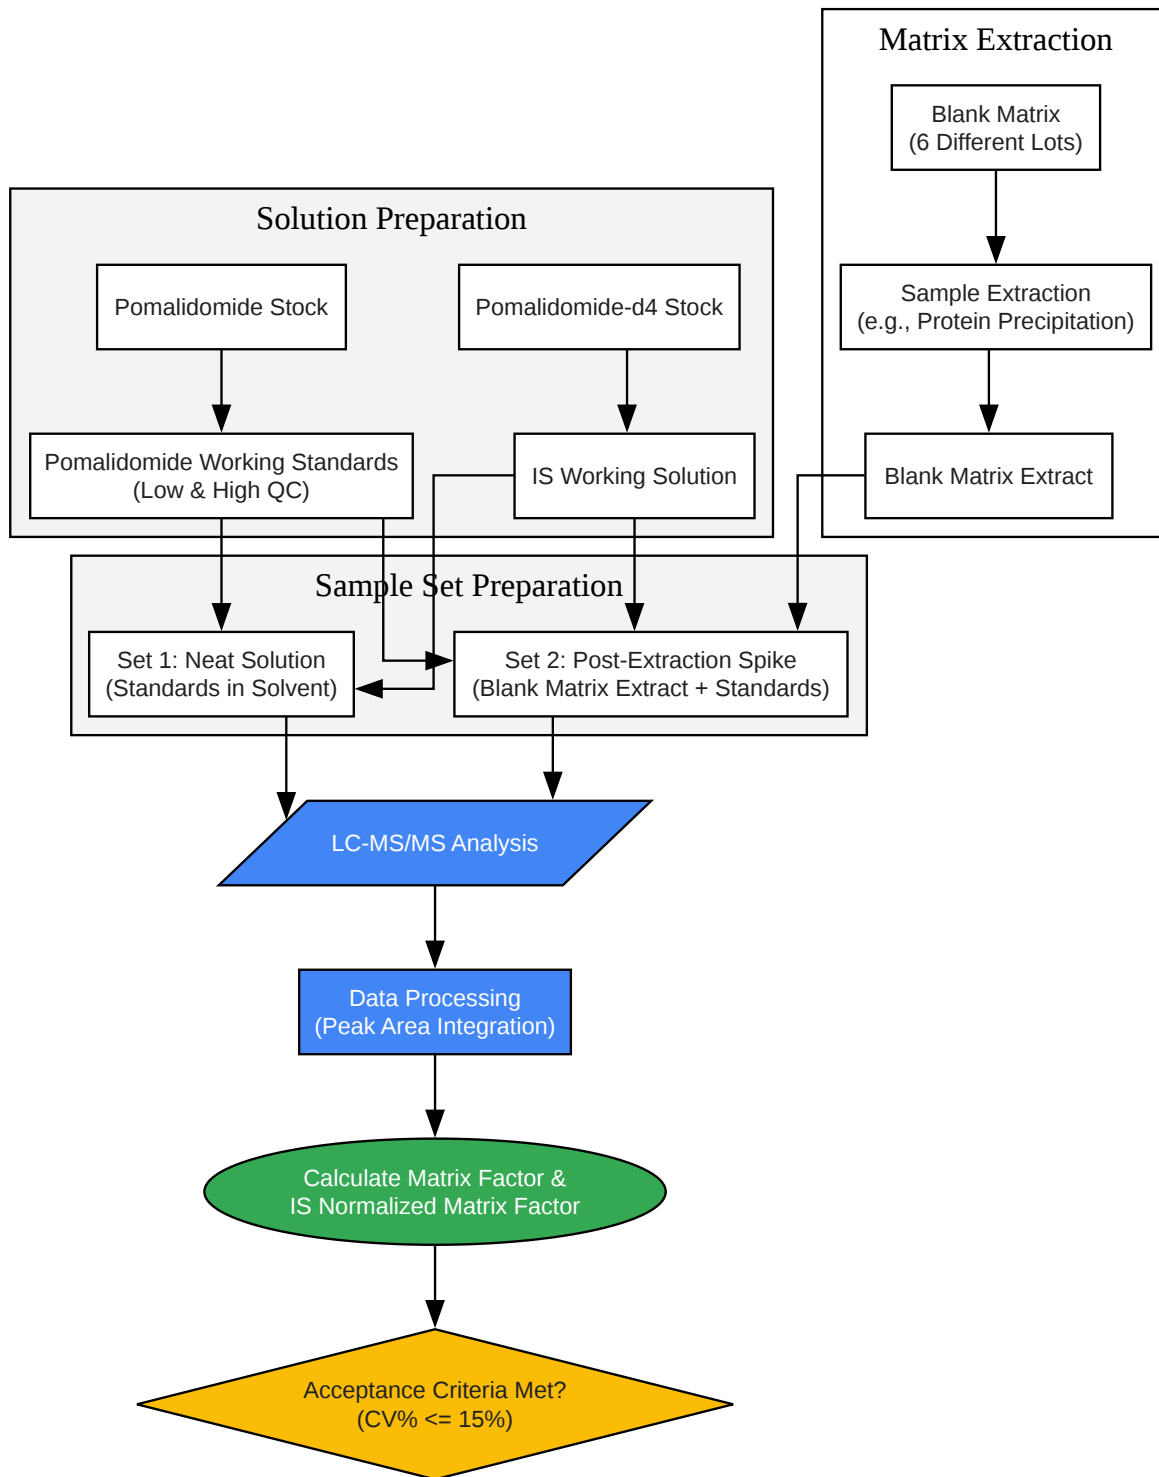 Matrix Extraction
Blank Matrix
(6 Different Lots)
Solution Preparation
Pomalidomide Stock
Pomalidomide-d4 Stock
Sample Extraction
(e.g., Protein Precipitation)
Pomalidomide Working Standards
(Low & High QC)
IS Working Solution
Blank Matrix Extract
Sample Set Preparation
Set 1: Neat Solution
(Standards in Solvent)
Set 2: Post-Extraction Spike
(Blank Matrix Extract + Standards)
LC-MS/MS Analysis
Data Processing
(Peak Area Integration)
Calculate Matrix Factor &
IS Normalized Matrix Factor
Acceptance Criteria Met?
(CV% <= 15%)